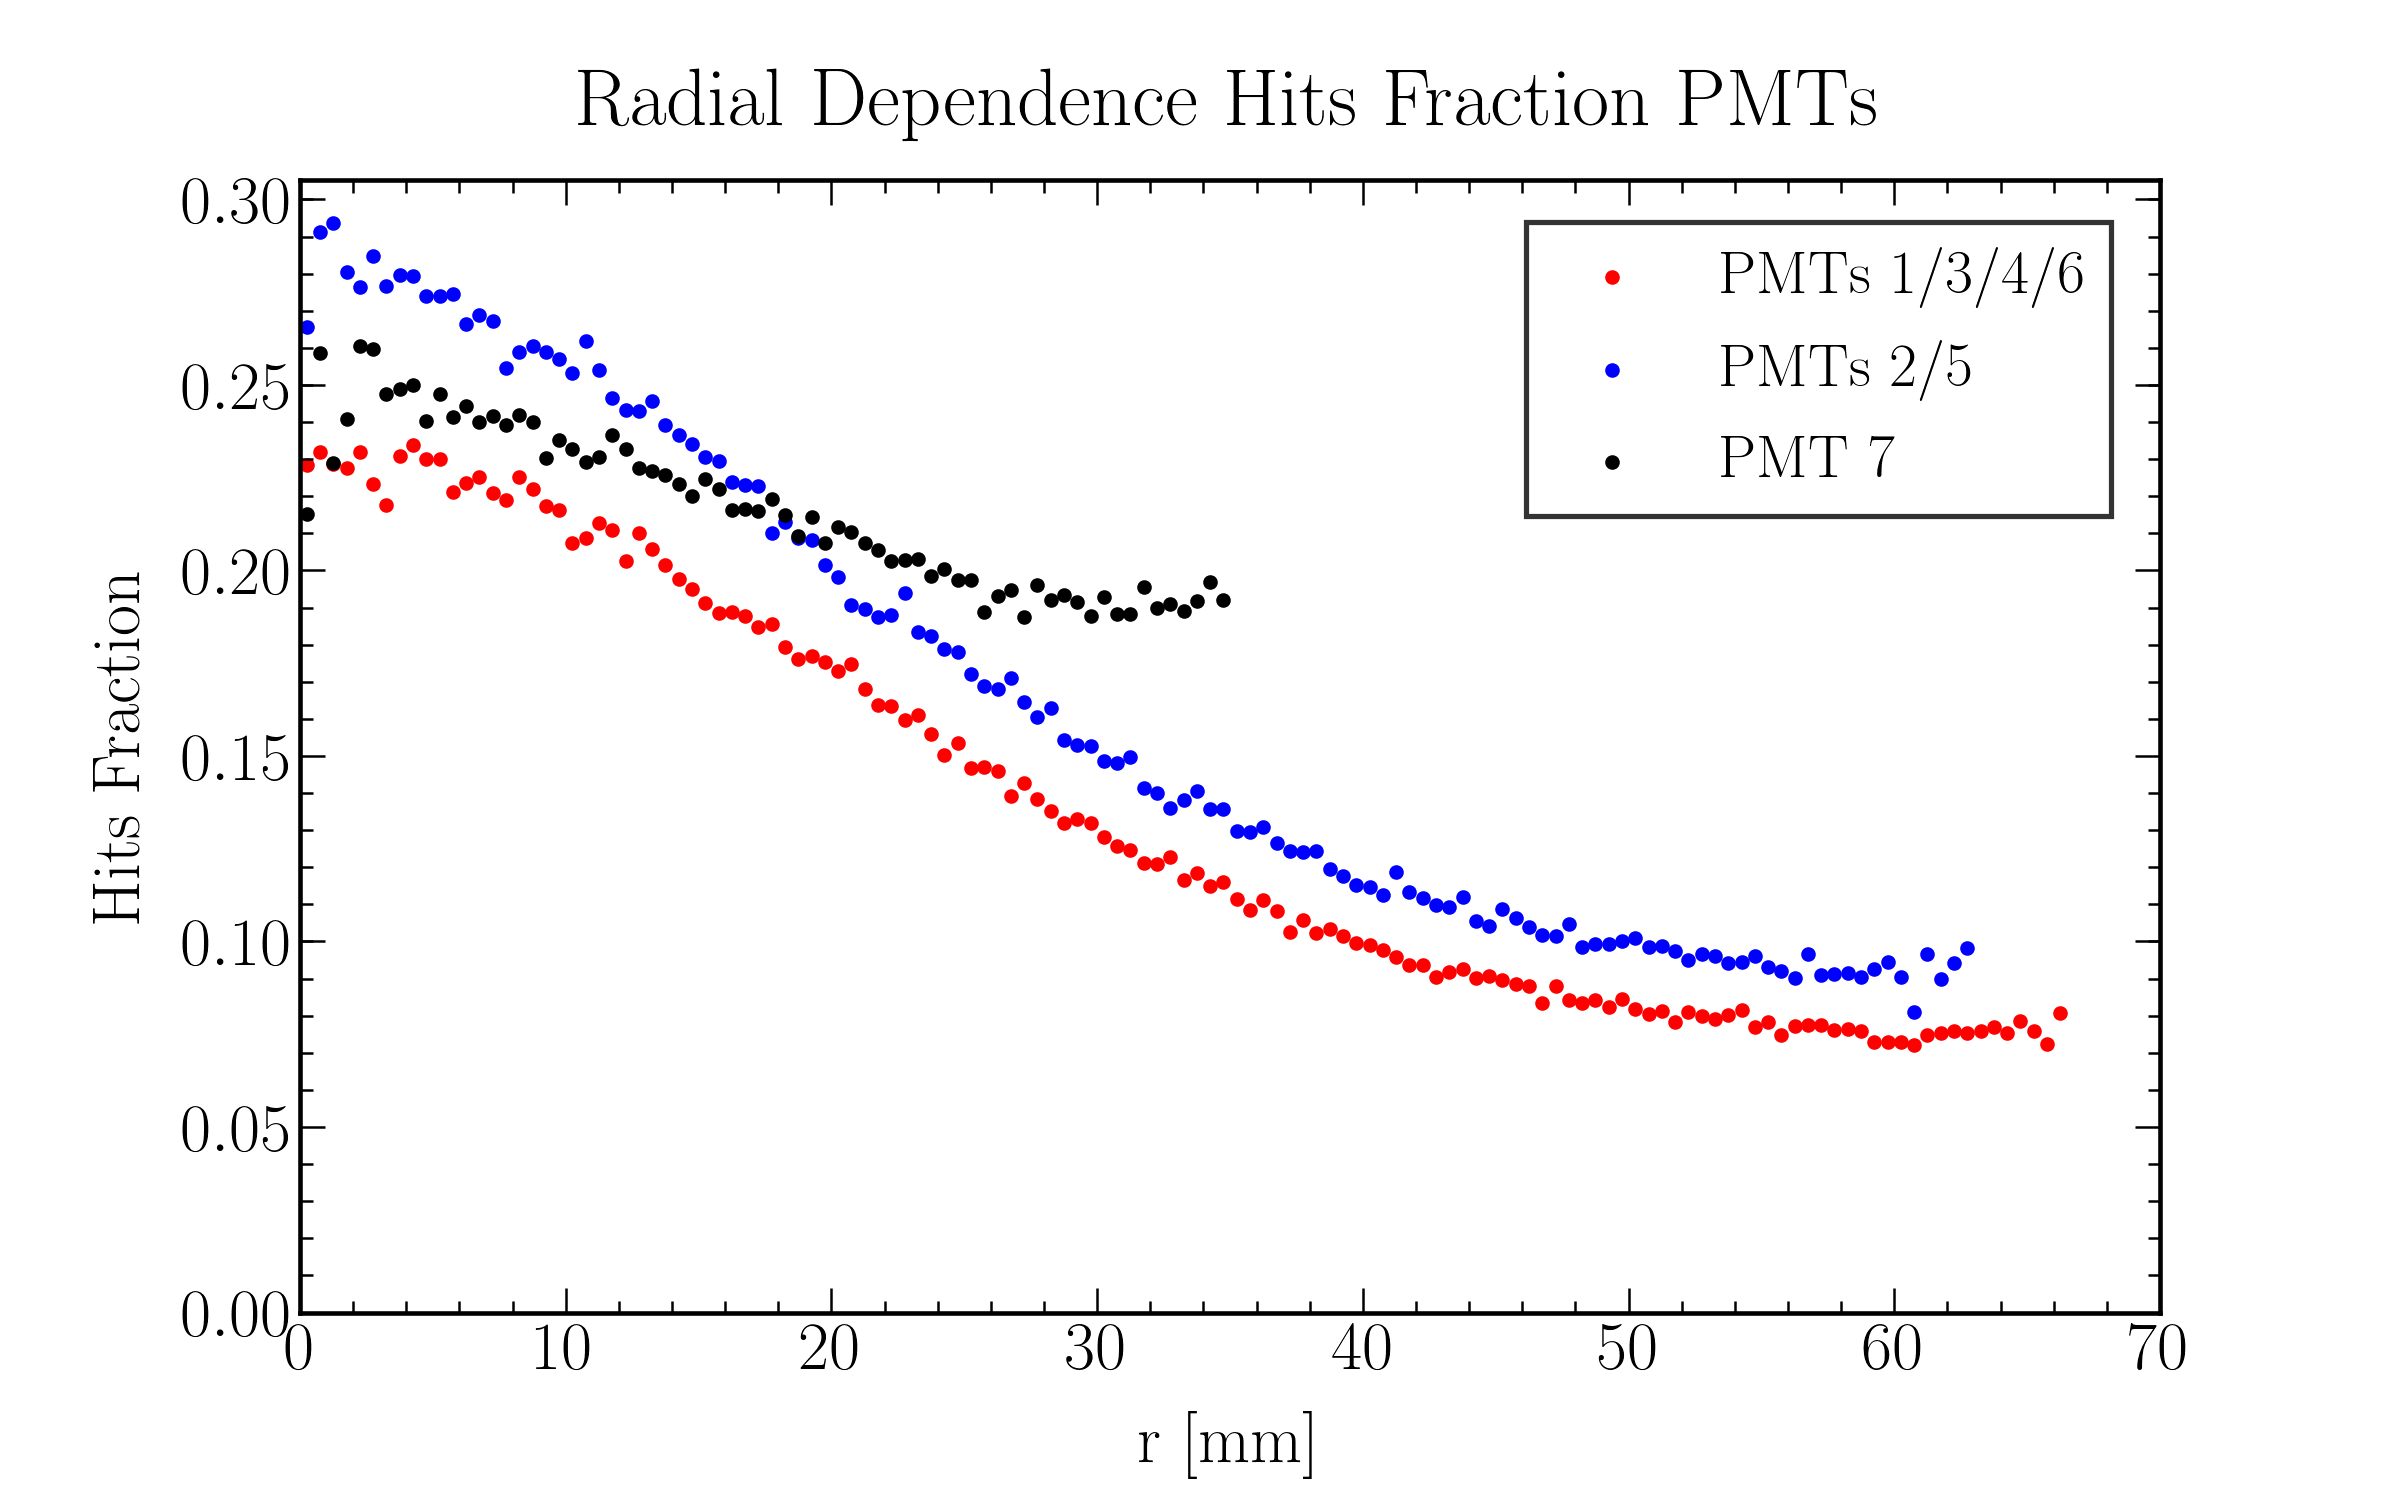 Radial Dependence Hits Fraction PMTs
0.30
0.25
0.20
0.15
0.10
0.05
0.00
Hits Fraction
PMTs 1/3/4/6
PMTs 2/5
PMT 7
0 10 20 30 40 50 60 70
r [mm]